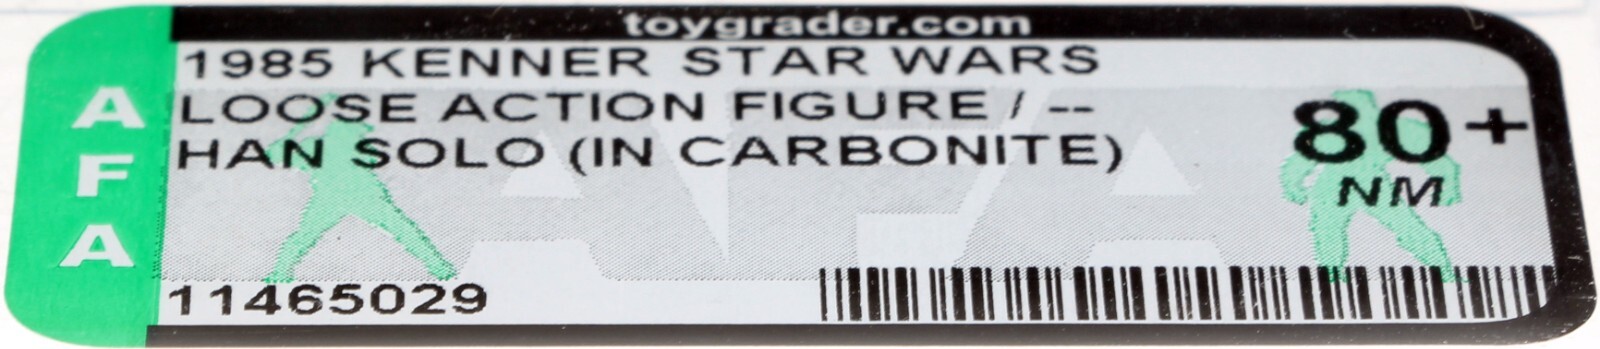 toygrader.com
1985 KENNER STAR WARS
LOOSE ACTION FIGURE / --
HAN SOLO (IN CARBONITE)
80+
NM
AFA
11465029